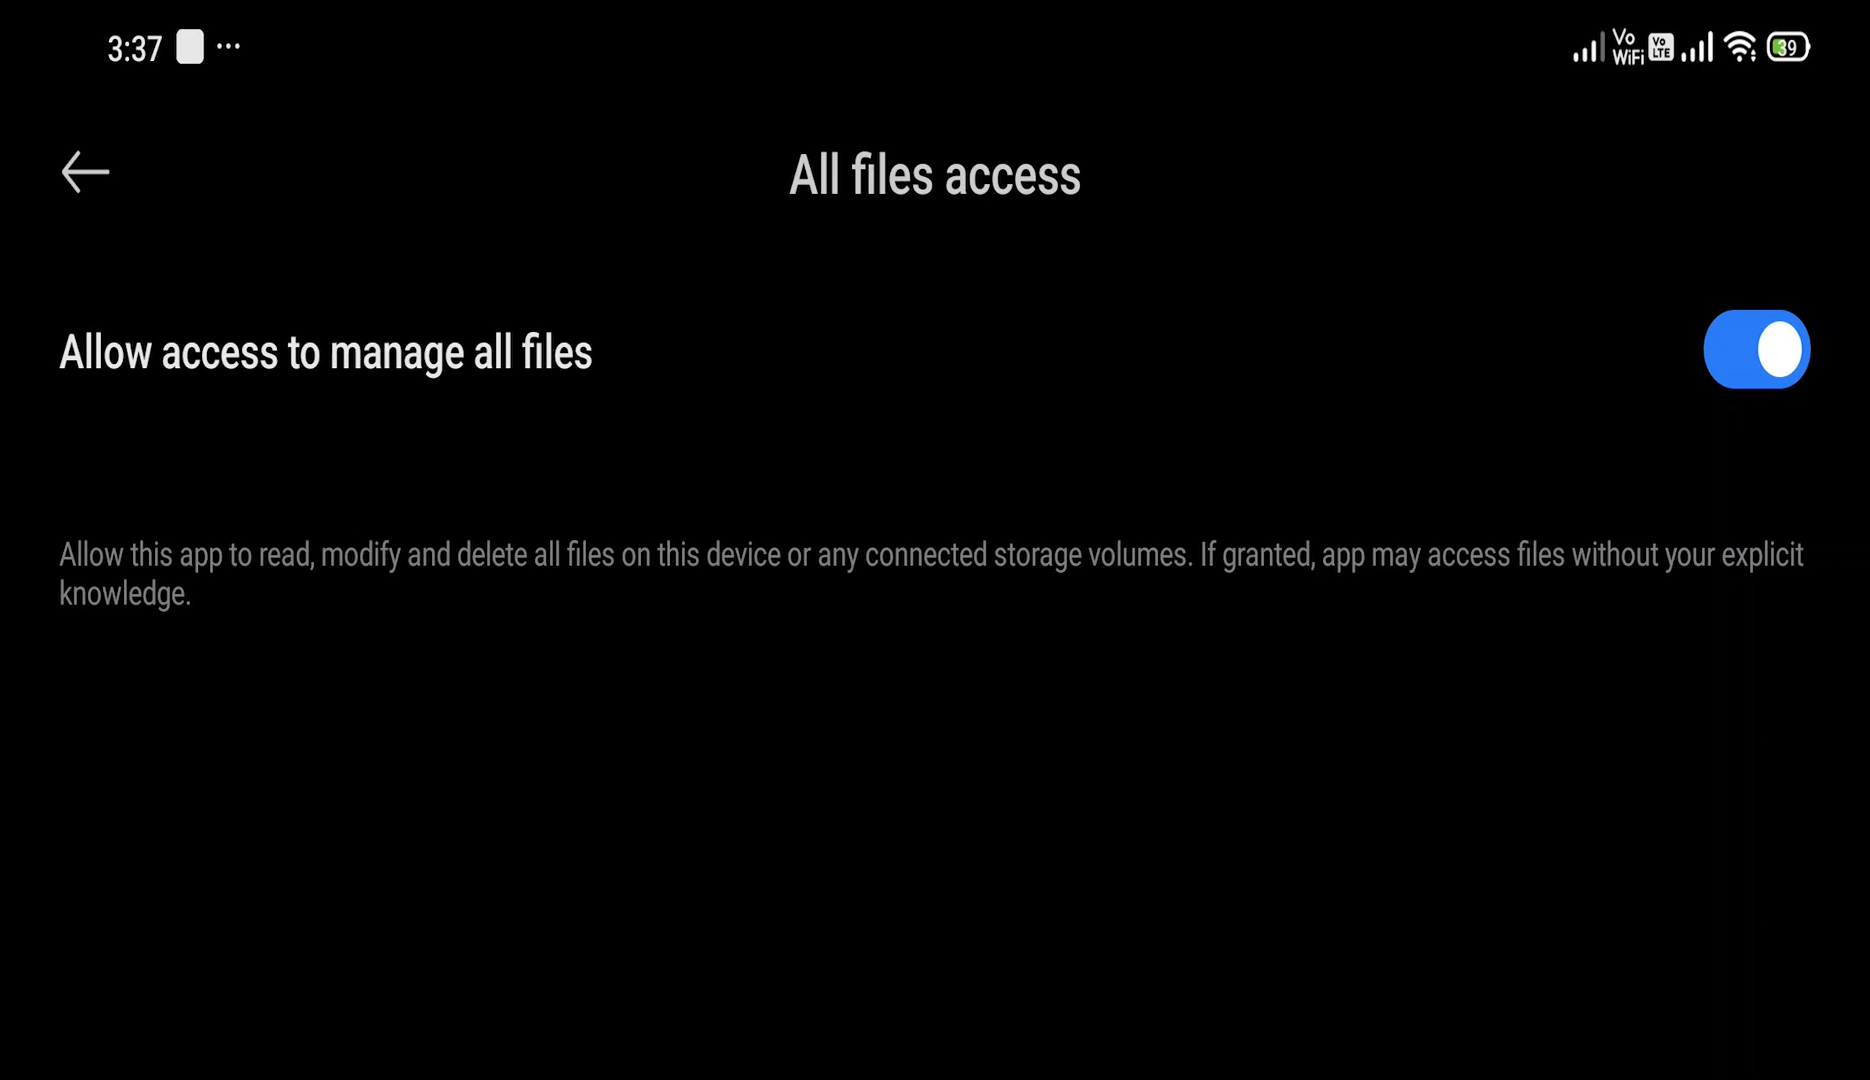 3:37 ...
Vo WiFi Vo LTE 39
All files access
Allow access to manage all files
Allow this app to read, modify and delete all files on this device or any connected storage volumes. If granted, app may access files without your explicit
knowledge.